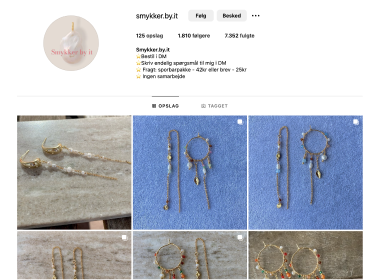 smykker.by.it Følg Besked ...
125 opslag 1.810 følgere 7.352 fulgte
Smykker.by.it
Bestil i DM
Skriv endelig spørgsmål til mig i DM
Fragt: sporbarpakke - 42kr eller brev - 25kr
Ingen samarbejde
Smykker by it
OPSLAG TAGGET